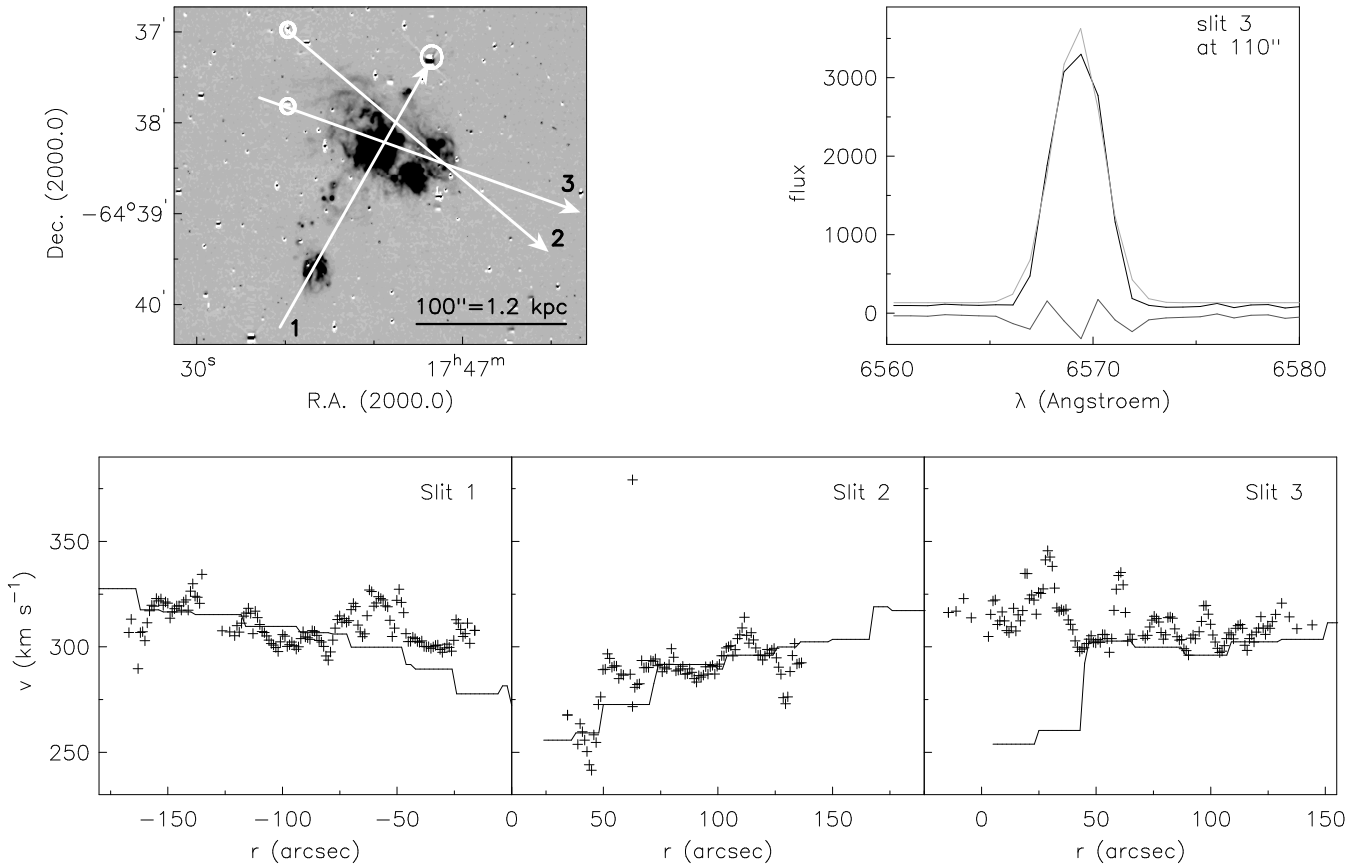 37'
38'
−64°39'
40'
Dec. (2000.0)
1
2
3
100"=1.2 kpc
30ˢ
17ʰ47ᵐ
R.A. (2000.0)
slit 3
at 110"
3000
2000
1000
0
flux
6560
6570
6580
λ (Angstroem)
Slit 1
Slit 2
Slit 3
350
300
250
v (km s⁻¹)
−150
−100
−50
0
50
100
150
0
50
100
150
r (arcsec)
r (arcsec)
r (arcsec)